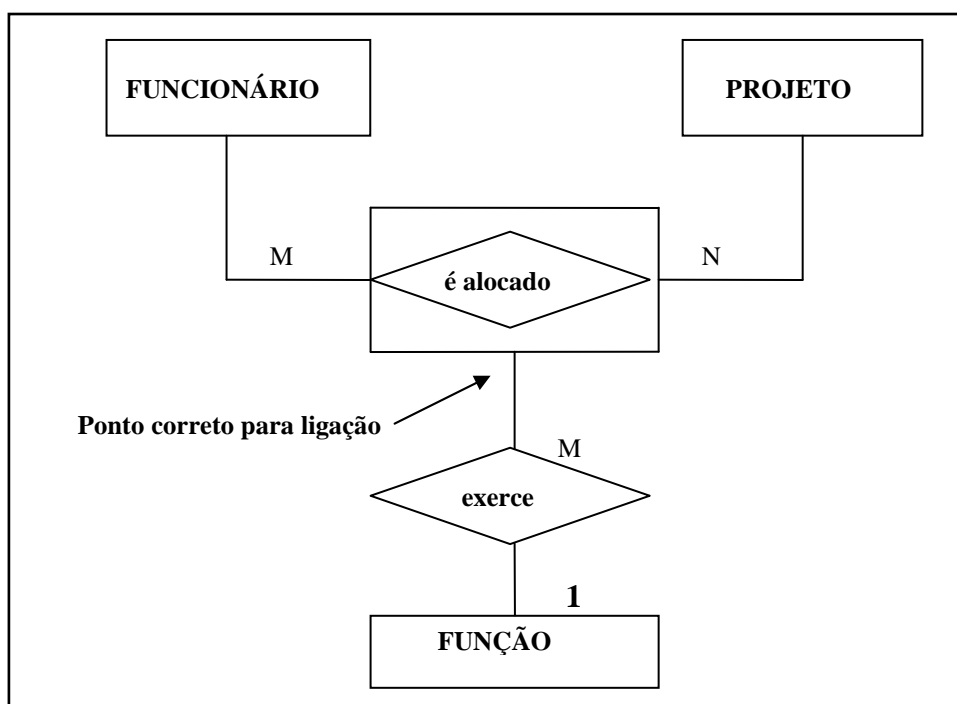 FUNCIONÁRIO
PROJETO
M
N
é alocado
Ponto correto para ligação
M
exerce
1
FUNÇÃO